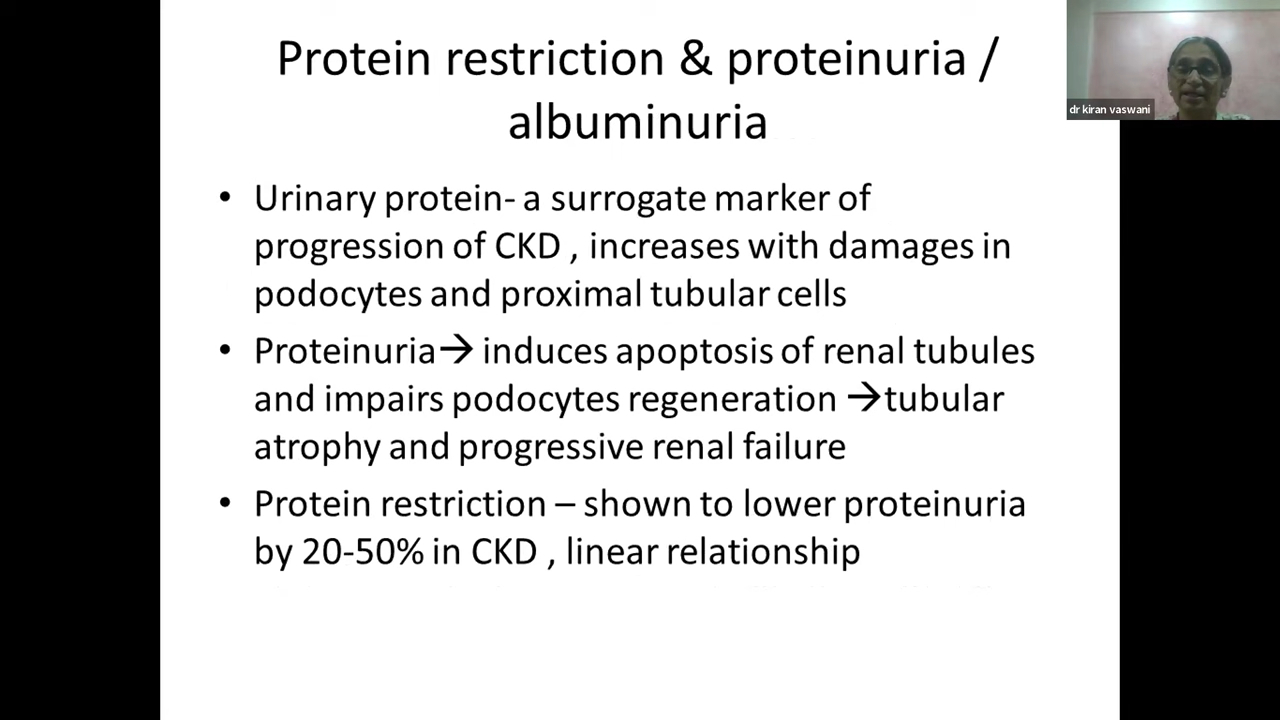 Protein restriction & proteinuria /
albuminuria
dr kiran vaswani
• Urinary protein- a surrogate marker of
progression of CKD , increases with damages in
podocytes and proximal tubular cells
• Proteinuria→ induces apoptosis of renal tubules
and impairs podocytes regeneration →tubular
atrophy and progressive renal failure
• Protein restriction – shown to lower proteinuria
by 20-50% in CKD , linear relationship